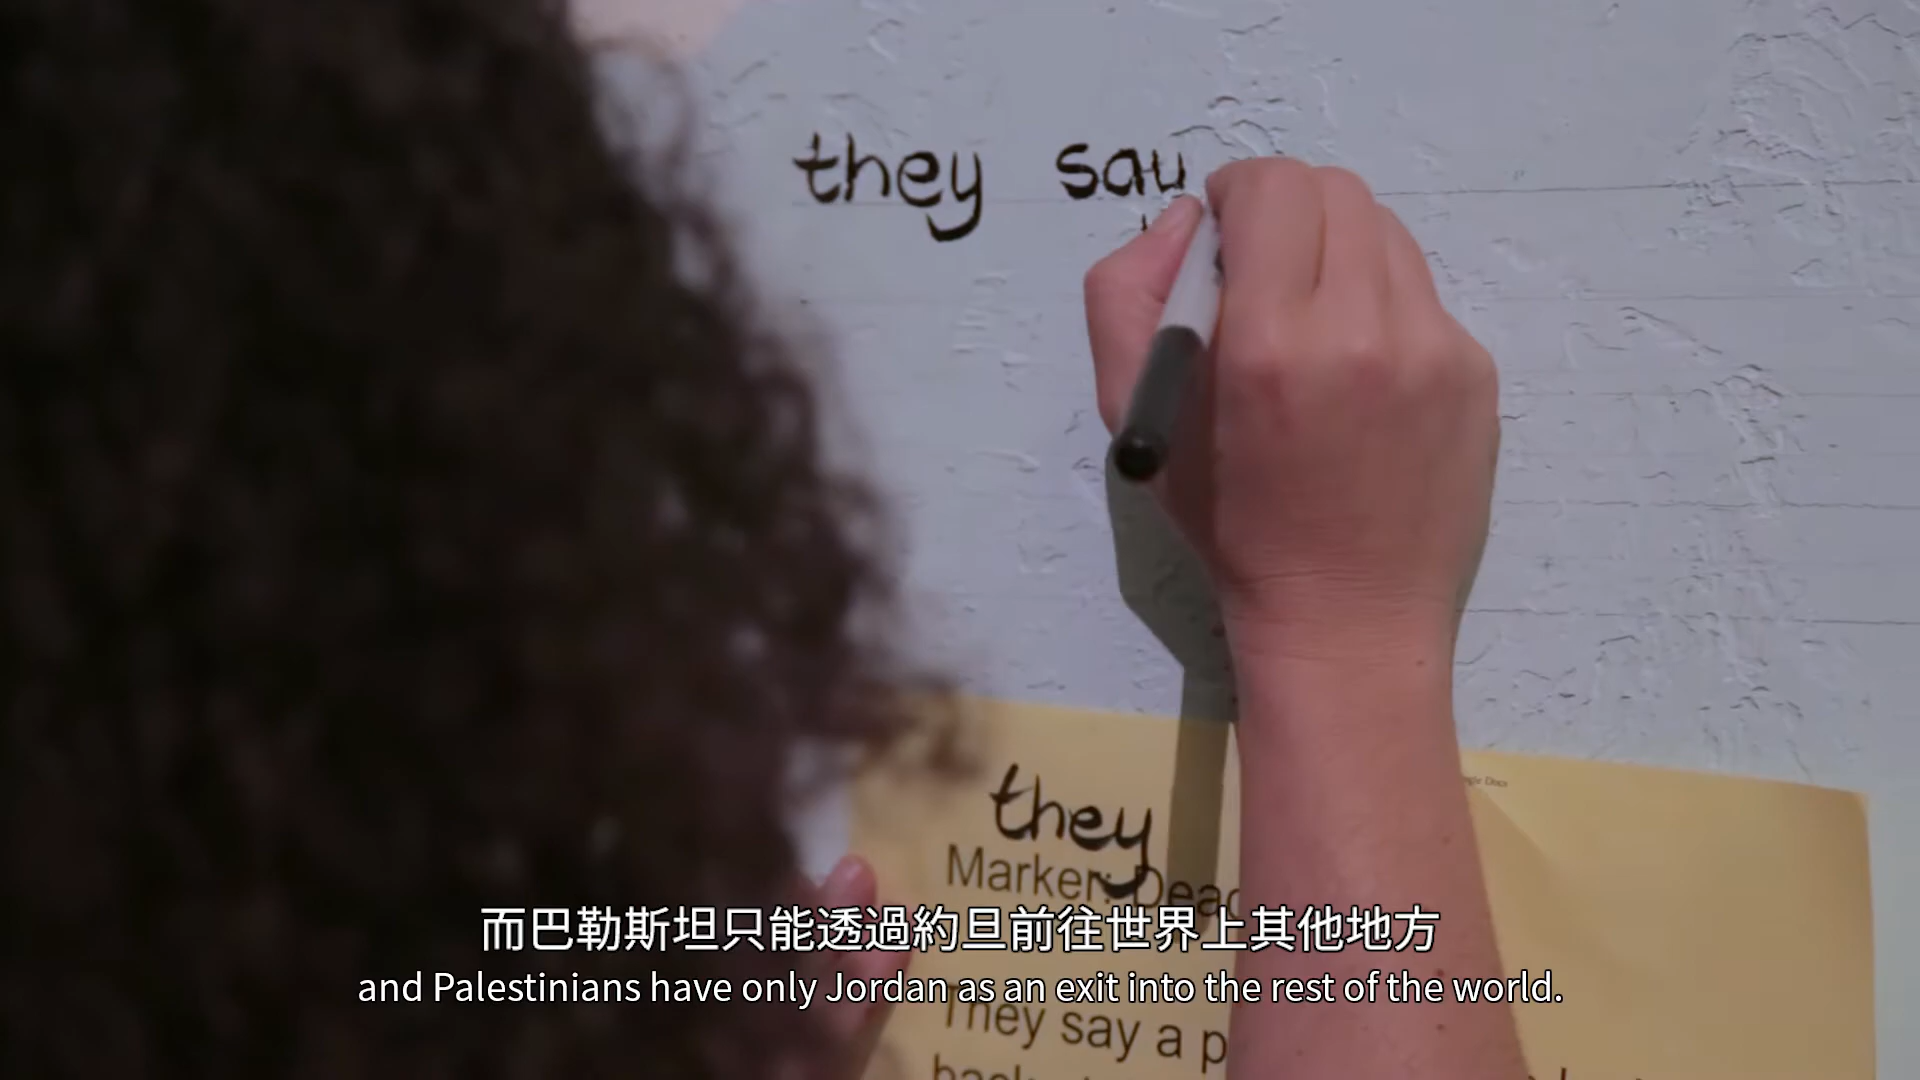 they say
they
Marker: Dead
而巴勒斯坦只能透過約旦前往世界上其他地方
and Palestinians have only Jordan as an exit into the rest of the world.
They say a p